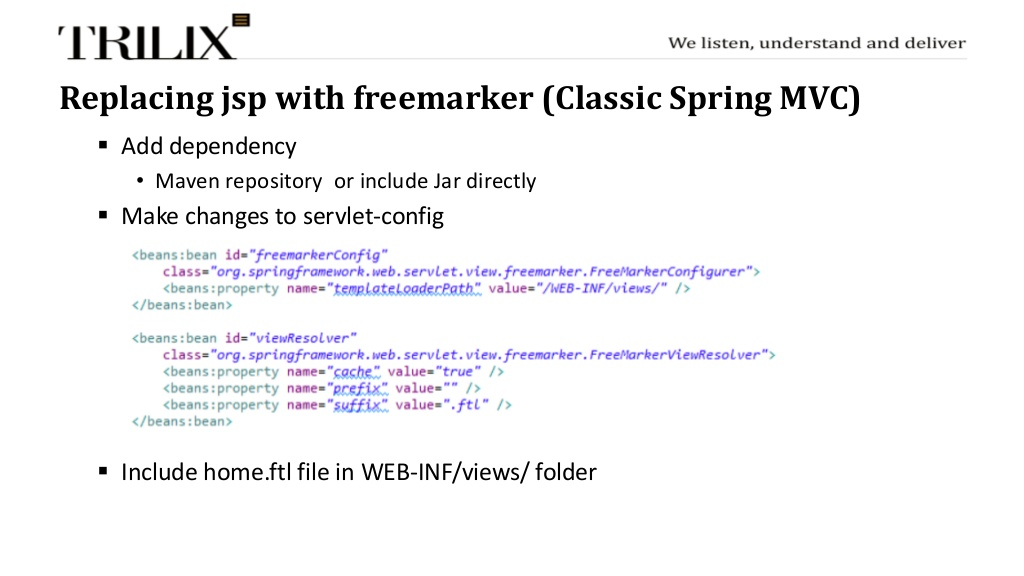 TRILIX
We listen, understand and deliver
Replacing jsp with freemarker (Classic Spring MVC)
▪ Add dependency
• Maven repository or include Jar directly
▪ Make changes to servlet-config
<beans:bean id="freemarkerConfig"
class="org.springframework.web.servlet.view.freemarker.FreeMarkerConfigurer">
<beans:property name="templateLoaderPath" value="/WEB-INF/views/" />
</beans:bean>
<beans:bean id="viewResolver"
class="org.springframework.web.servlet.view.freemarker.FreeMarkerViewResolver">
<beans:property name="cache" value="true" />
<beans:property name="prefix" value="" />
<beans:property name="suffix" value=".ftl" />
</beans:bean>
▪ Include home.ftl file in WEB-INF/views/ folder